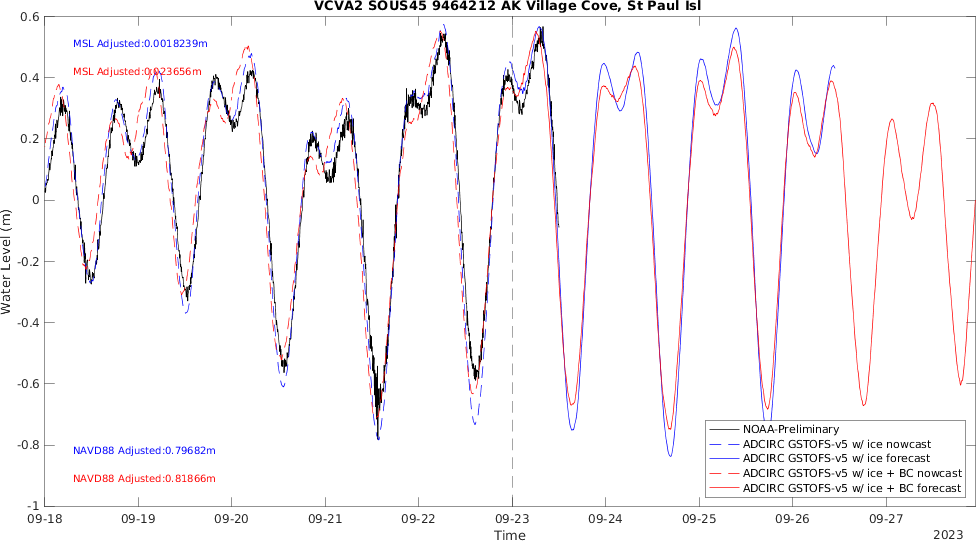 VCVA2 SOUS45 9464212 AK Village Cove, St Paul Isl
0.6
MSL Adjusted:0.0018239m
MSL Adjusted:0.023656m
0.4
0.2
0
-0.2
-0.4
-0.6
-0.8
-1
Water Level (m)
NAVD88 Adjusted:0.79682m
NAVD88 Adjusted:0.81866m
NOAA-Preliminary
ADCIRC GSTOFS-v5 w/ ice nowcast
ADCIRC GSTOFS-v5 w/ ice forecast
ADCIRC GSTOFS-v5 w/ ice + BC nowcast
ADCIRC GSTOFS-v5 w/ ice + BC forecast
09-18 09-19 09-20 09-21 09-22 09-23 09-24 09-25 09-26 09-27
Time
2023